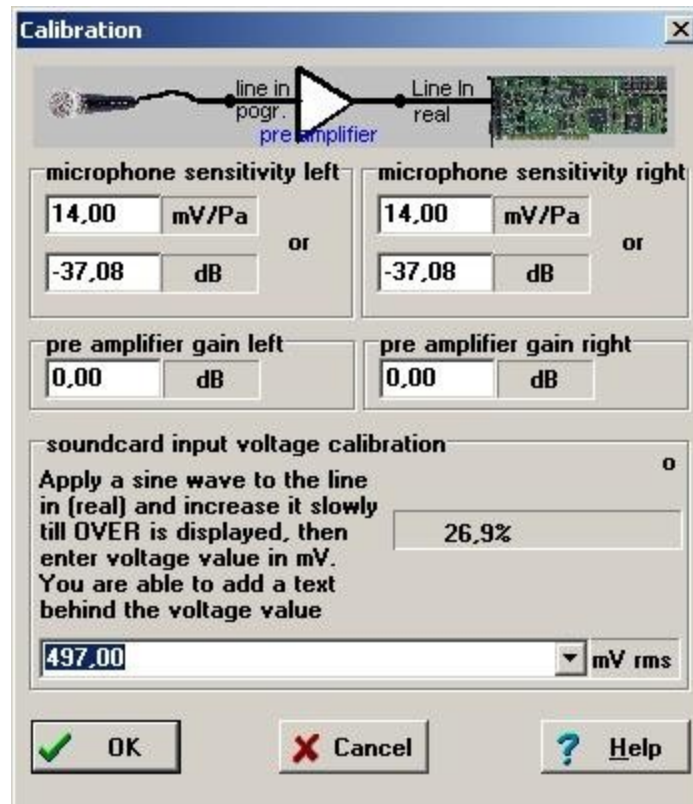 Calibration
line in
pogr.
pre amplifier
Line In
real
microphone sensitivity left
14,00 mV/Pa
or
-37,08 dB
microphone sensitivity right
14,00 mV/Pa
or
-37,08 dB
pre amplifier gain left
0,00 dB
pre amplifier gain right
0,00 dB
soundcard input voltage calibration
o
Apply a sine wave to the line
in (real) and increase it slowly
till OVER is displayed, then
enter voltage value in mV.
You are able to add a text
behind the voltage value
26,9%
497,00 mV rms
OK
Cancel
Help